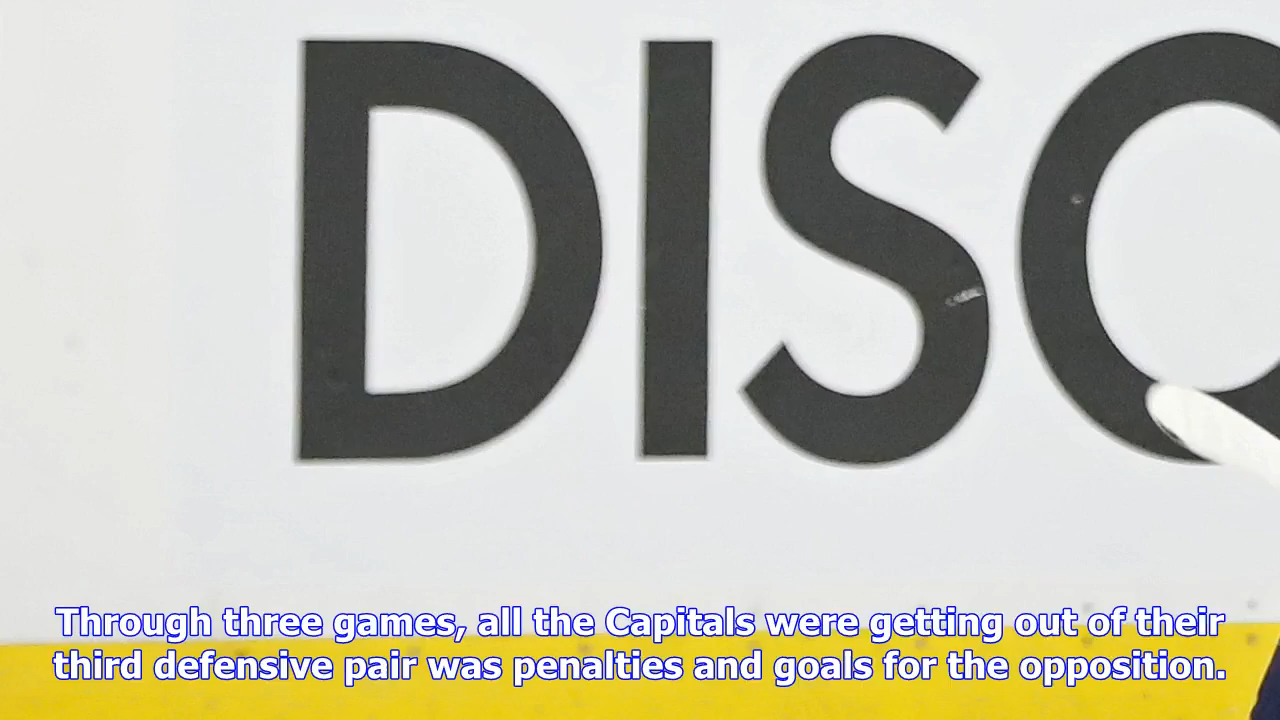 DISC
Through three games, all the Capitals were getting out of their
third defensive pair was penalties and goals for the opposition.